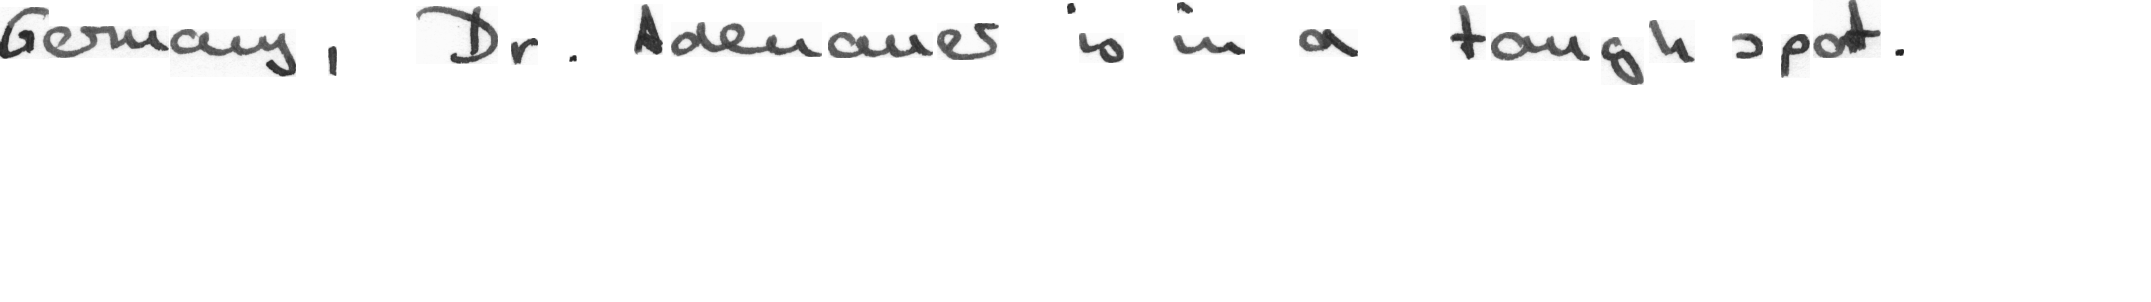 Germany, Dr. Adenauer is in a tough spot.